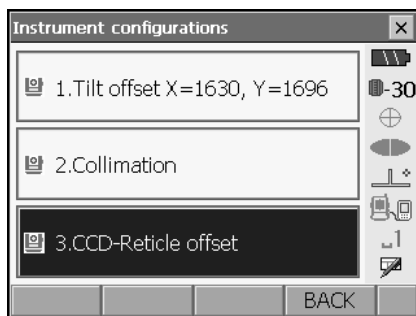 Instrument configurations
1.Tilt offset X=1630, Y=1696
-30
2.Collimation
3.CCD-Reticle offset
1
BACK